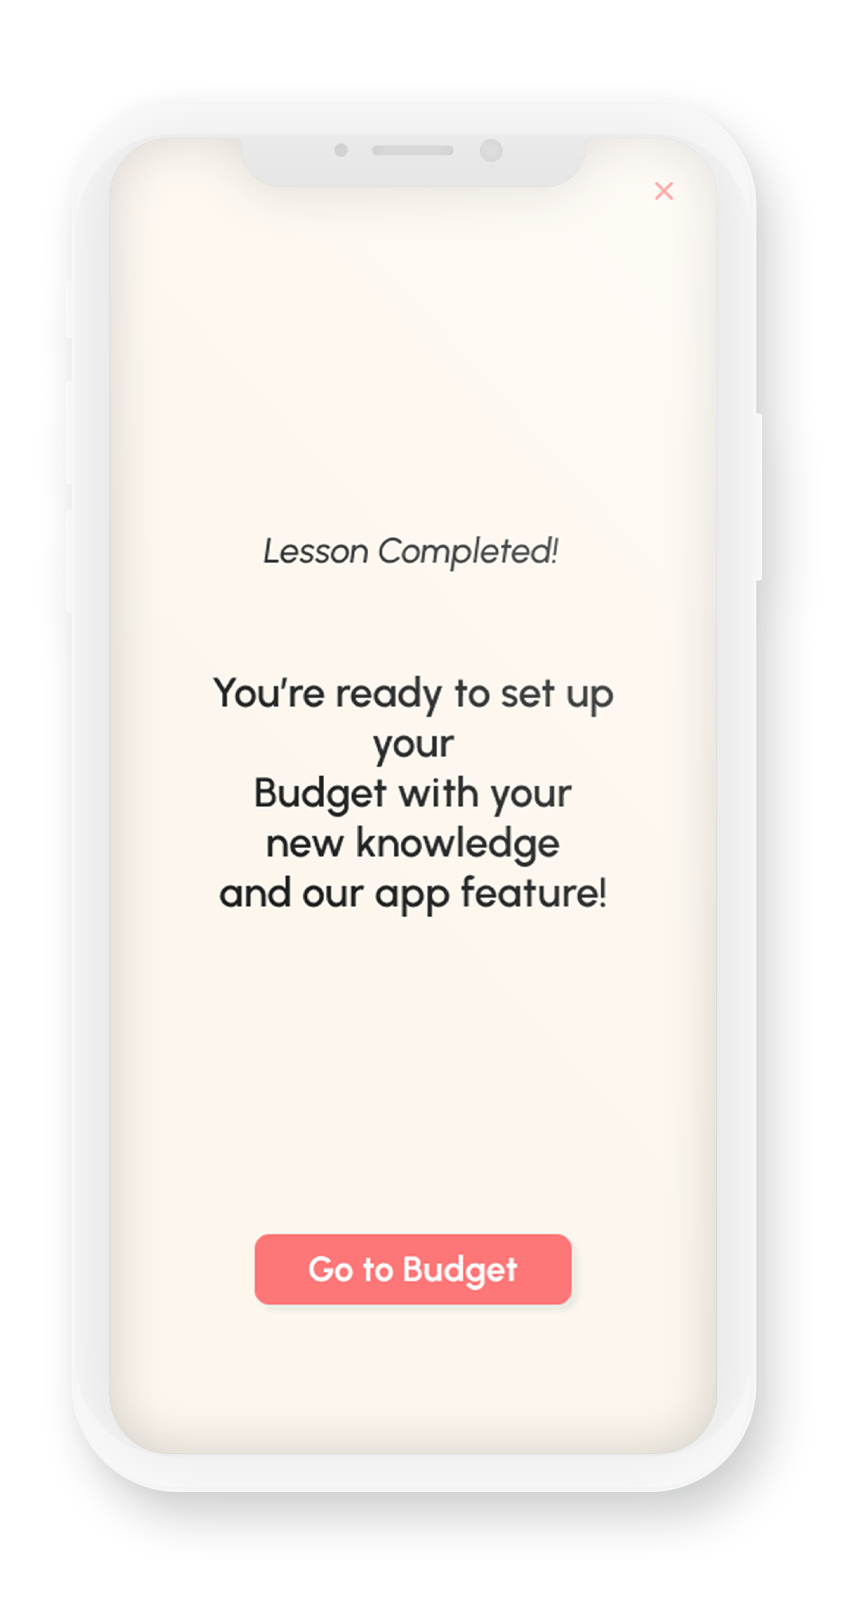 Lesson Completed!
You’re ready to set up
your
Budget with your
new knowledge
and our app feature!
Go to Budget